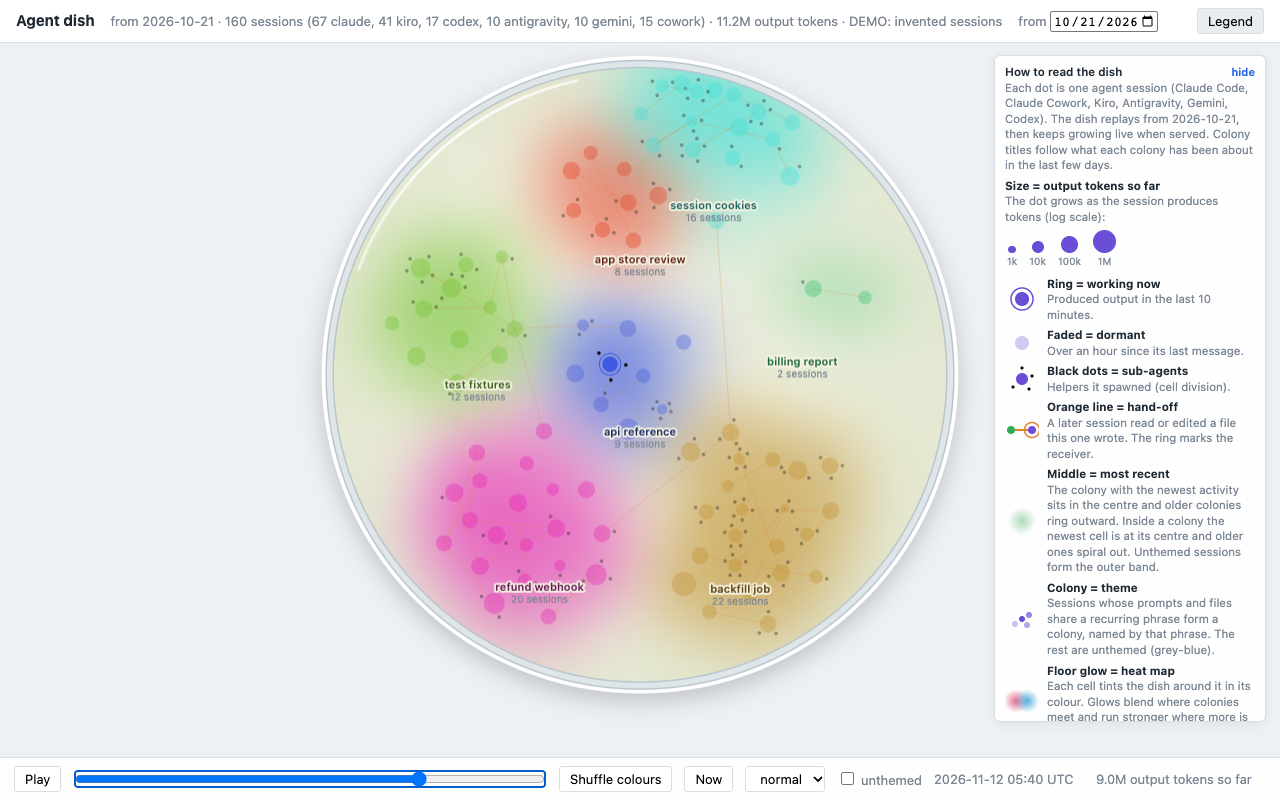 Agent dish
from 2026-10-21 · 160 sessions (67 claude, 41 kiro, 17 codex, 10 antigravity, 10 gemini, 15 cowork) · 11.2M output tokens · DEMO: invented sessions
from 10/21/2026
Legend
session cookies
16 sessions
app store review
8 sessions
billing report
2 sessions
test fixtures
12 sessions
api reference
9 sessions
refund webhook
20 sessions
backfill job
22 sessions
How to read the dish
hide
Each dot is one agent session (Claude Code,
Claude Cowork, Kiro, Antigravity, Gemini,
Codex). The dish replays from 2026-10-21,
then keeps growing live when served. Colony
titles follow what each colony has been about
in the last few days.
Size = output tokens so far
The dot grows as the session produces
tokens (log scale):
1k 10k 100k 1M
Ring = working now
Produced output in the last 10
minutes.
Faded = dormant
Over an hour since its last message.
Black dots = sub-agents
Helpers it spawned (cell division).
Orange line = hand-off
A later session read or edited a file
this one wrote. The ring marks the
receiver.
Middle = most recent
The colony with the newest activity
sits in the centre and older colonies
ring outward. Inside a colony the
newest cell is at its centre and older
ones spiral out. Unthemed sessions
form the outer band.
Colony = theme
Sessions whose prompts and files
share a recurring phrase form a
colony, named by that phrase. The
rest are unthemed (grey-blue).
Floor glow = heat map
Each cell tints the dish around it in its
colour. Glows blend where colonies
meet and run stronger where more is
Play
Shuffle colours
Now
normal
unthemed
2026-11-12 05:40 UTC
9.0M output tokens so far